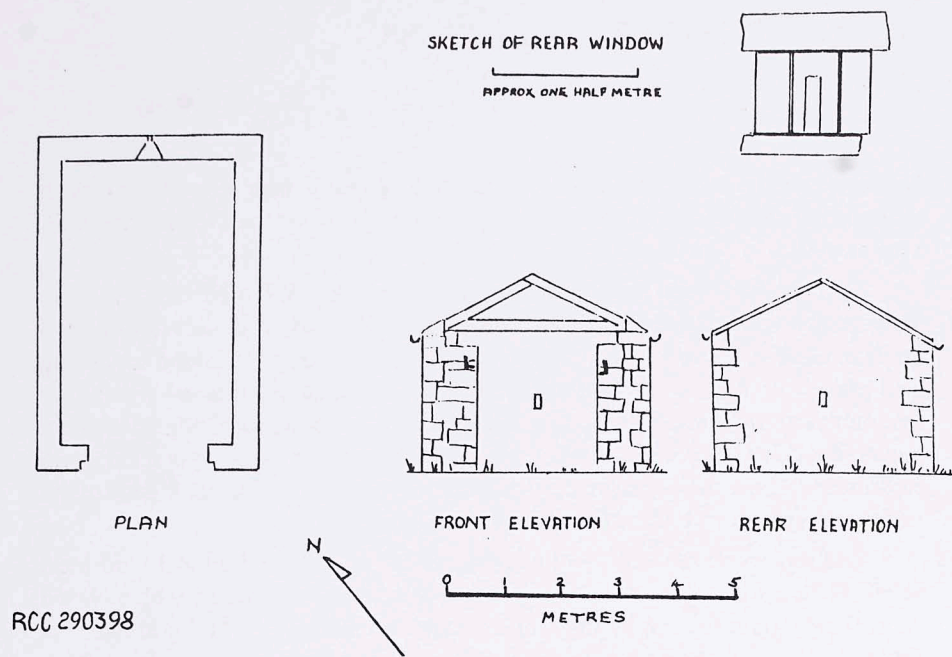 SKETCH OF REAR WINDOW
APPROX ONE HALF METRE
PLAN
FRONT ELEVATION
REAR ELEVATION
N
0 1 2 3 4 5
METRES
RCC 290398